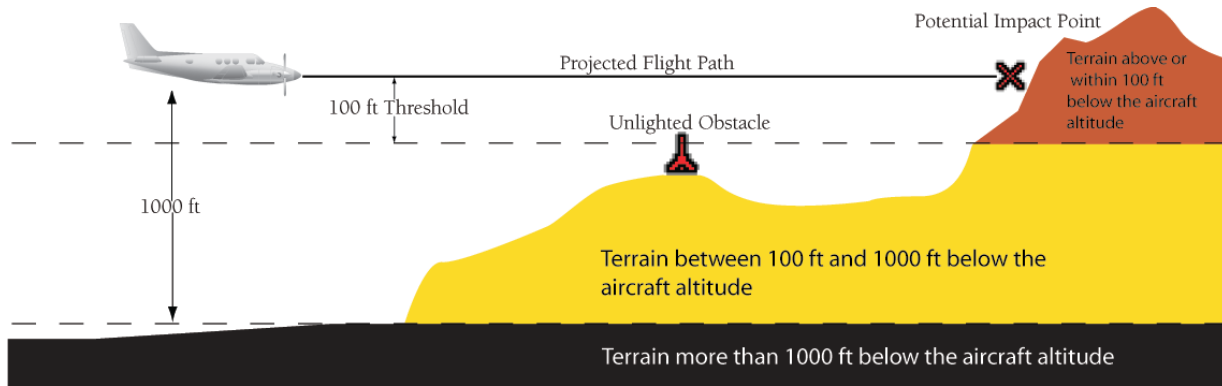 Potential Impact Point
Projected Flight Path
Terrain above or
within 100 ft
below the aircraft
altitude
100 ft Threshold
Unlighted Obstacle
1000 ft
Terrain between 100 ft and 1000 ft below the
aircraft altitude
Terrain more than 1000 ft below the aircraft altitude